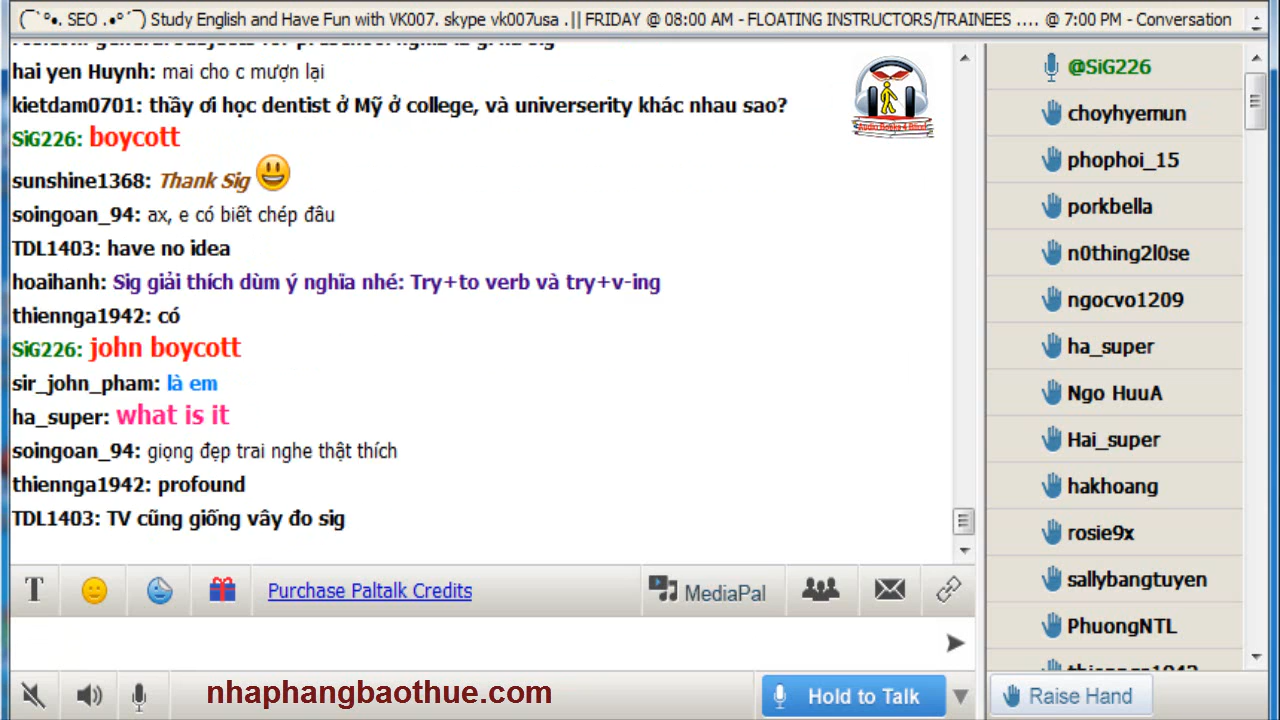 (¯`°•. SEO .•°´¯) Study English and Have Fun with VK007. skype vk007usa .|| FRIDAY @ 08:00 AM - FLOATING INSTRUCTORS/TRAINEES .... @ 7:00 PM - Conversation
hai yen Huynh: mai cho c mượn lại
kietdam0701: thầy ơi học dentist ở Mỹ ở college, và universerity khác nhau sao?
SiG226: boycott
sunshine1368: Thank Sig
soingoan_94: ax, e có biết chép đâu
TDL1403: have no idea
hoaihanh: Sig giải thích dùm ý nghĩa nhé: Try+to verb và try+v-ing
thiennga1942: có
SiG226: john boycott
sir_john_pham: là em
ha_super: what is it
soingoan_94: giọng đẹp trai nghe thật thích
thiennga1942: profound
TDL1403: TV cũng giống vây đo sig
Audio Books 4 Blind
@SiG226
choyhyemun
phophoi_15
porkbella
n0thing2l0se
ngocvo1209
ha_super
Ngo HuuA
Hai_super
hakhoang
rosie9x
sallybangtuyen
PhuongNTL
T
Purchase Paltalk Credits
MediaPal
nhaphangbaothue.com
Hold to Talk
Raise Hand